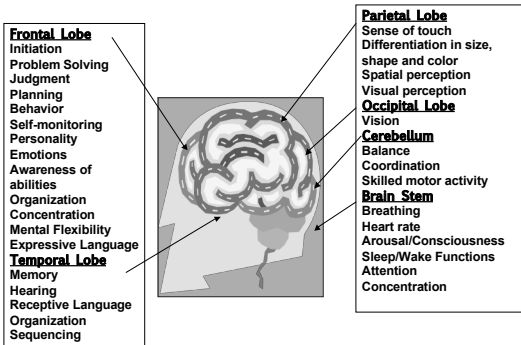 Frontal Lobe
Initiation
Problem Solving
Judgment
Planning
Behavior
Self-monitoring
Personality
Emotions
Awareness of
abilities
Organization
Concentration
Mental Flexibility
Expressive Language
Temporal Lobe
Memory
Hearing
Receptive Language
Organization
Sequencing
Parietal Lobe
Sense of touch
Differentiation in size,
shape and color
Spatial perception
Visual perception
Occipital Lobe
Vision
Cerebellum
Balance
Coordination
Skilled motor activity
Brain Stem
Breathing
Heart rate
Arousal/Consciousness
Sleep/Wake Functions
Attention
Concentration